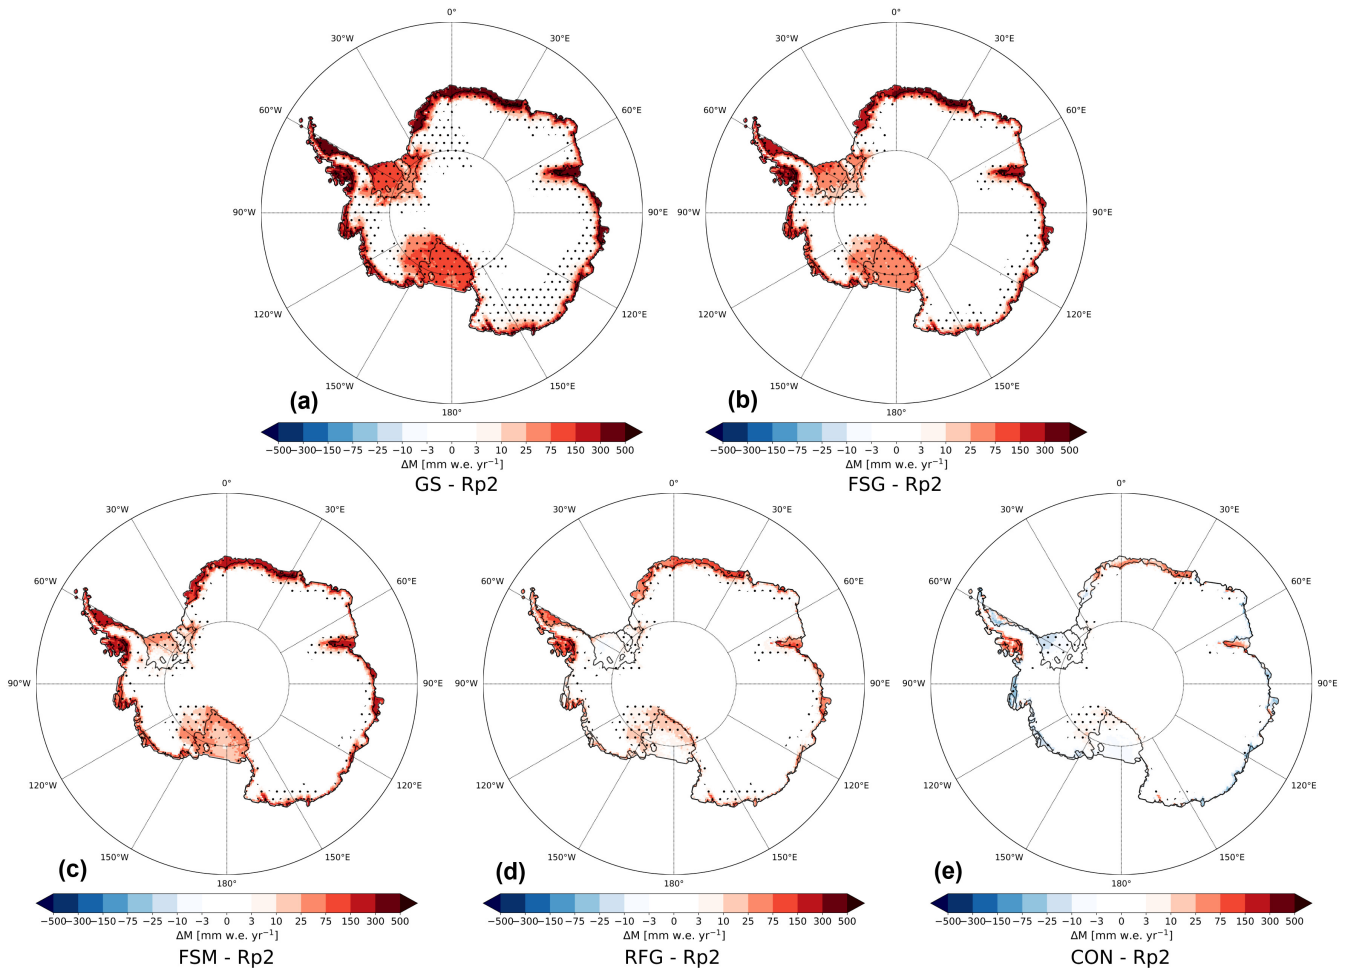 0°
30°W
30°E
60°W
60°E
90°W
90°E
120°W
120°E
150°W
150°E
180°
(a)
−500−300−150 −75 −25 −10 −3 0 3 10 25 75 150 300 500
ΔM [mm w.e. yr⁻¹]
GS - Rp2
0°
30°W
30°E
60°W
60°E
90°W
90°E
120°W
120°E
150°W
150°E
180°
(b)
−500−300−150 −75 −25 −10 −3 0 3 10 25 75 150 300 500
ΔM [mm w.e. yr⁻¹]
FSG - Rp2
0°
30°W
30°E
60°W
60°E
90°W
90°E
120°W
120°E
150°W
150°E
180°
(c)
−500−300−150 −75 −25 −10 −3 0 3 10 25 75 150 300 500
ΔM [mm w.e. yr⁻¹]
FSM - Rp2
0°
30°W
30°E
60°W
60°E
90°W
90°E
120°W
120°E
150°W
150°E
180°
(d)
−500−300−150 −75 −25 −10 −3 0 3 10 25 75 150 300 500
ΔM [mm w.e. yr⁻¹]
RFG - Rp2
0°
30°W
30°E
60°W
60°E
90°W
90°E
120°W
120°E
150°W
150°E
180°
(e)
−500−300−150 −75 −25 −10 −3 0 3 10 25 75 150 300 500
ΔM [mm w.e. yr⁻¹]
CON - Rp2